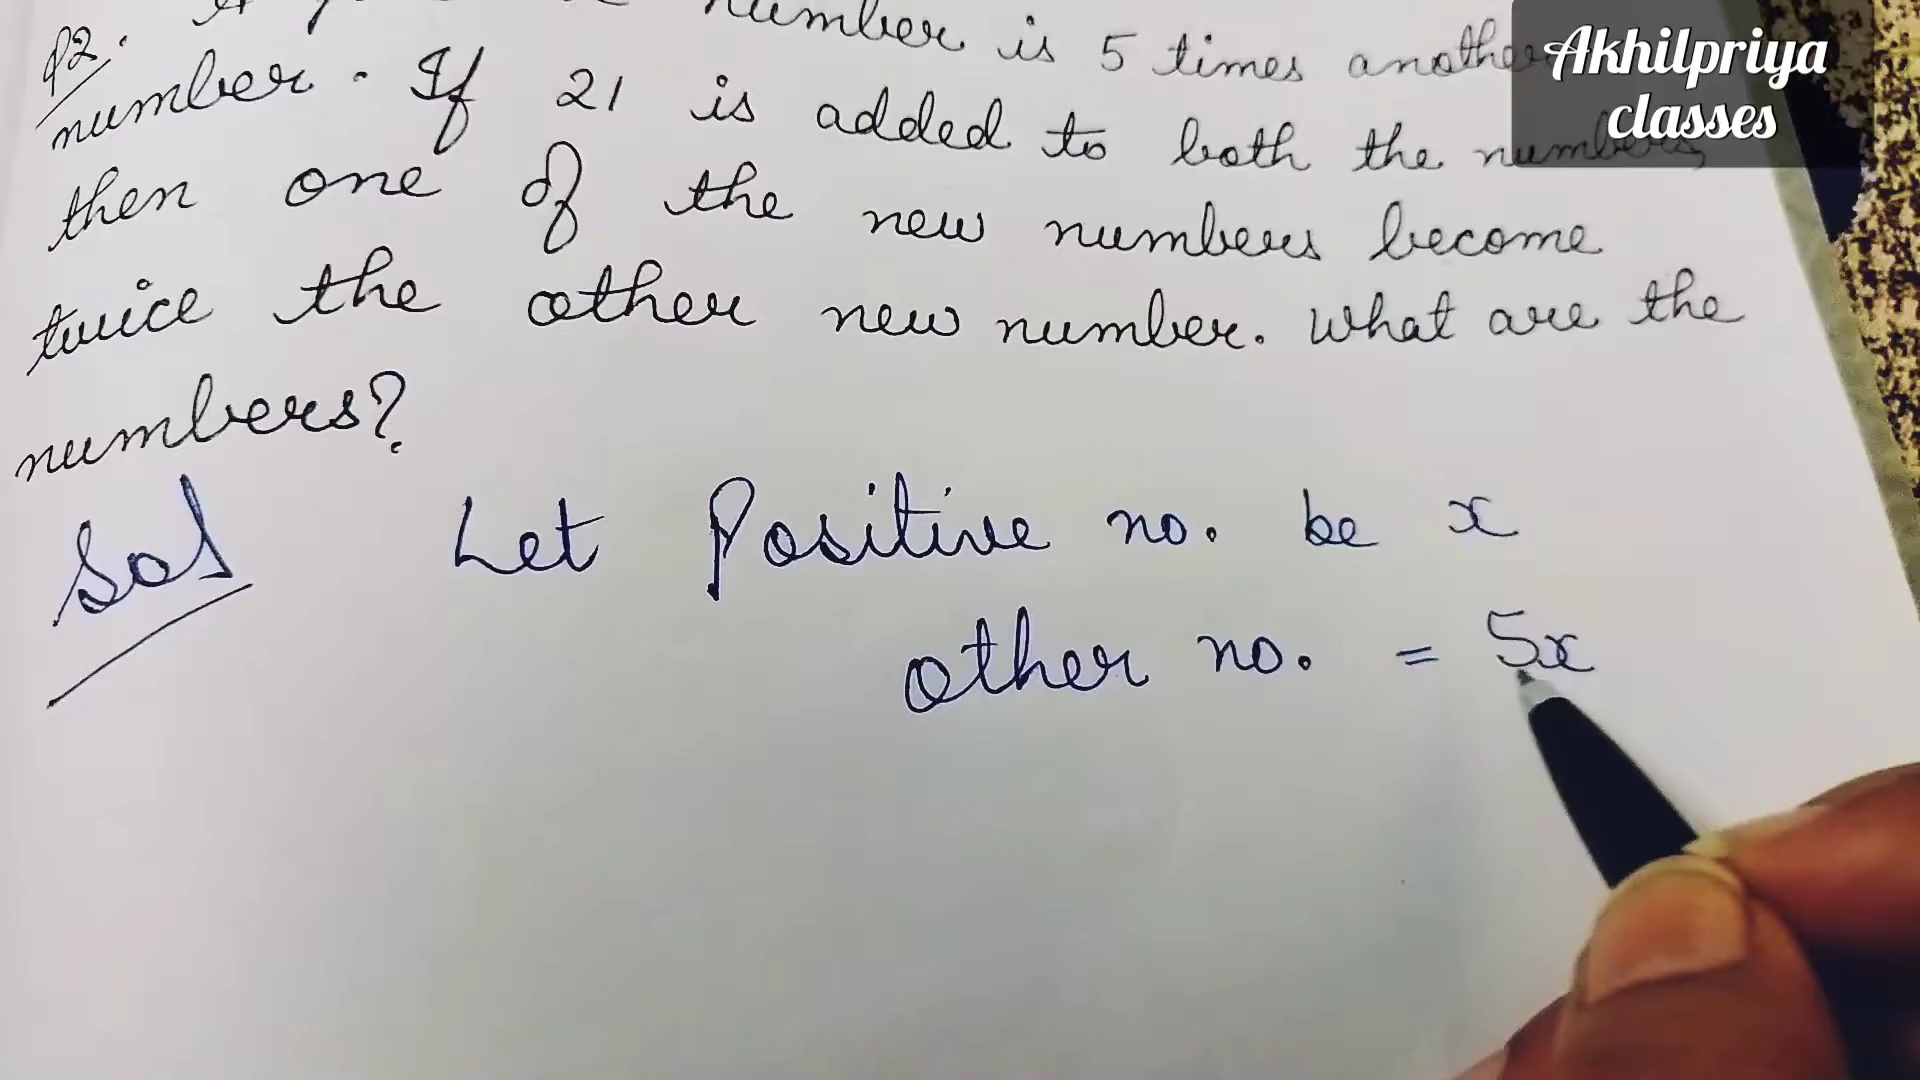 Q2. number is 5 times another
number. If 21 is added to both the numbers,
then one of the new numbers become
twice the other new number. What are the
numbers?
Sol Let Positive no. be x
other no. = 5x
Akhilpriya
classes